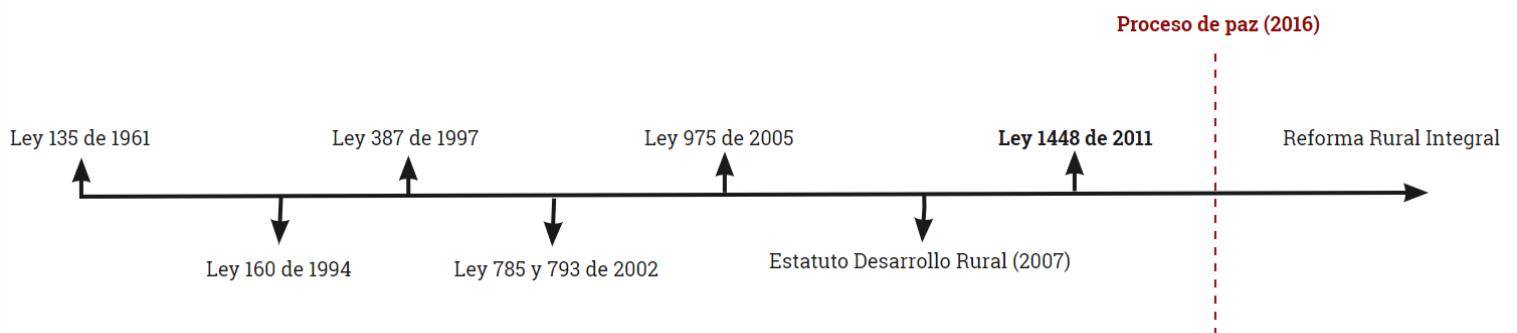 Proceso de paz (2016)
Ley 135 de 1961
Ley 387 de 1997
Ley 975 de 2005
Ley 1448 de 2011
Reforma Rural Integral
Ley 160 de 1994
Ley 785 y 793 de 2002
Estatuto Desarrollo Rural (2007)